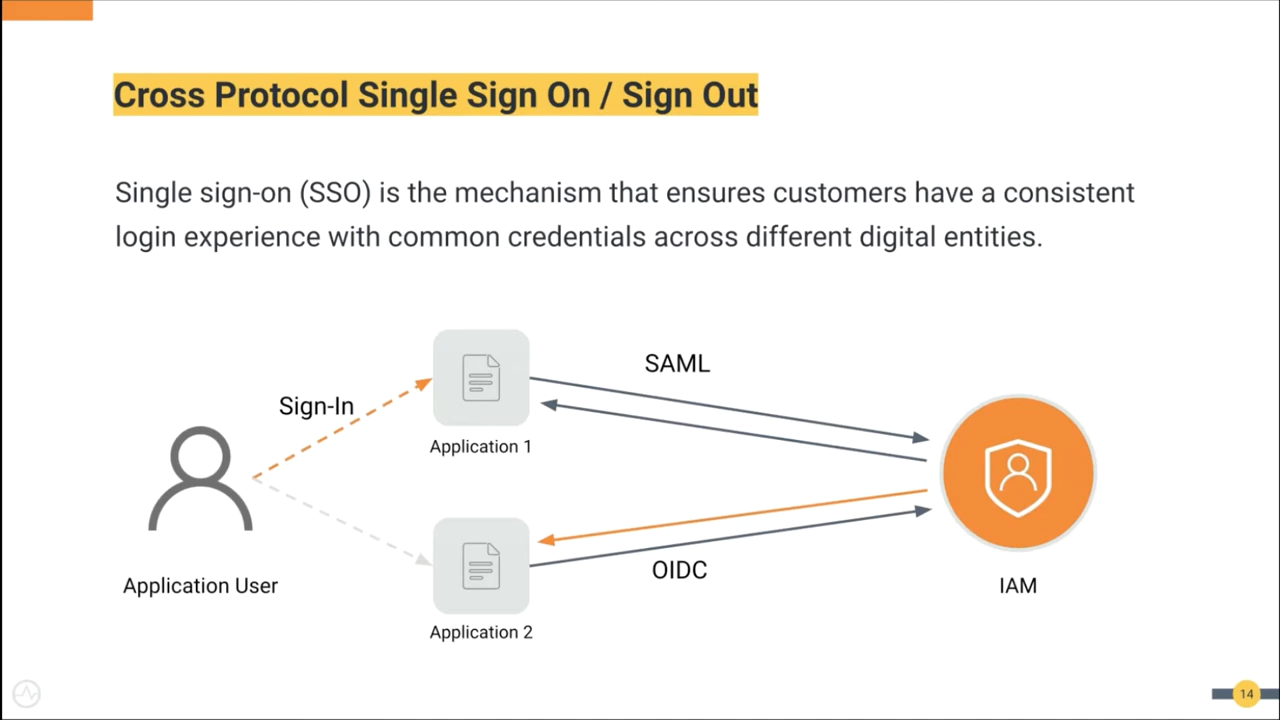 Cross Protocol Single Sign On / Sign Out
Single sign-on (SSO) is the mechanism that ensures customers have a consistent
login experience with common credentials across different digital entities.
SAML
Sign-In
Application 1
OIDC
Application User
IAM
Application 2
14